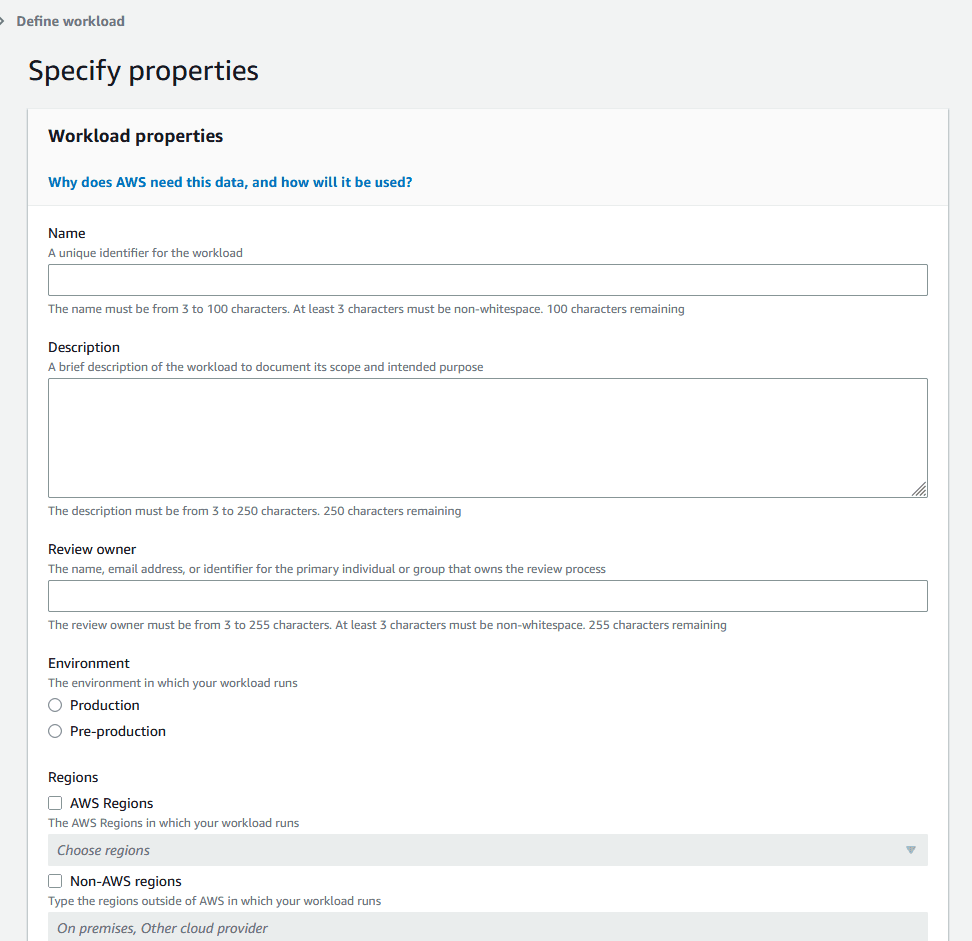 Define workload
Specify properties
Workload properties
Why does AWS need this data, and how will it be used?
Name
A unique identifier for the workload
The name must be from 3 to 100 characters. At least 3 characters must be non-whitespace. 100 characters remaining
Description
A brief description of the workload to document its scope and intended purpose
The description must be from 3 to 250 characters. 250 characters remaining
Review owner
The name, email address, or identifier for the primary individual or group that owns the review process
The review owner must be from 3 to 255 characters. At least 3 characters must be non-whitespace. 255 characters remaining
Environment
The environment in which your workload runs
Production
Pre-production
Regions
AWS Regions
The AWS Regions in which your workload runs
Choose regions
Non-AWS regions
Type the regions outside of AWS in which your workload runs
On premises, Other cloud provider